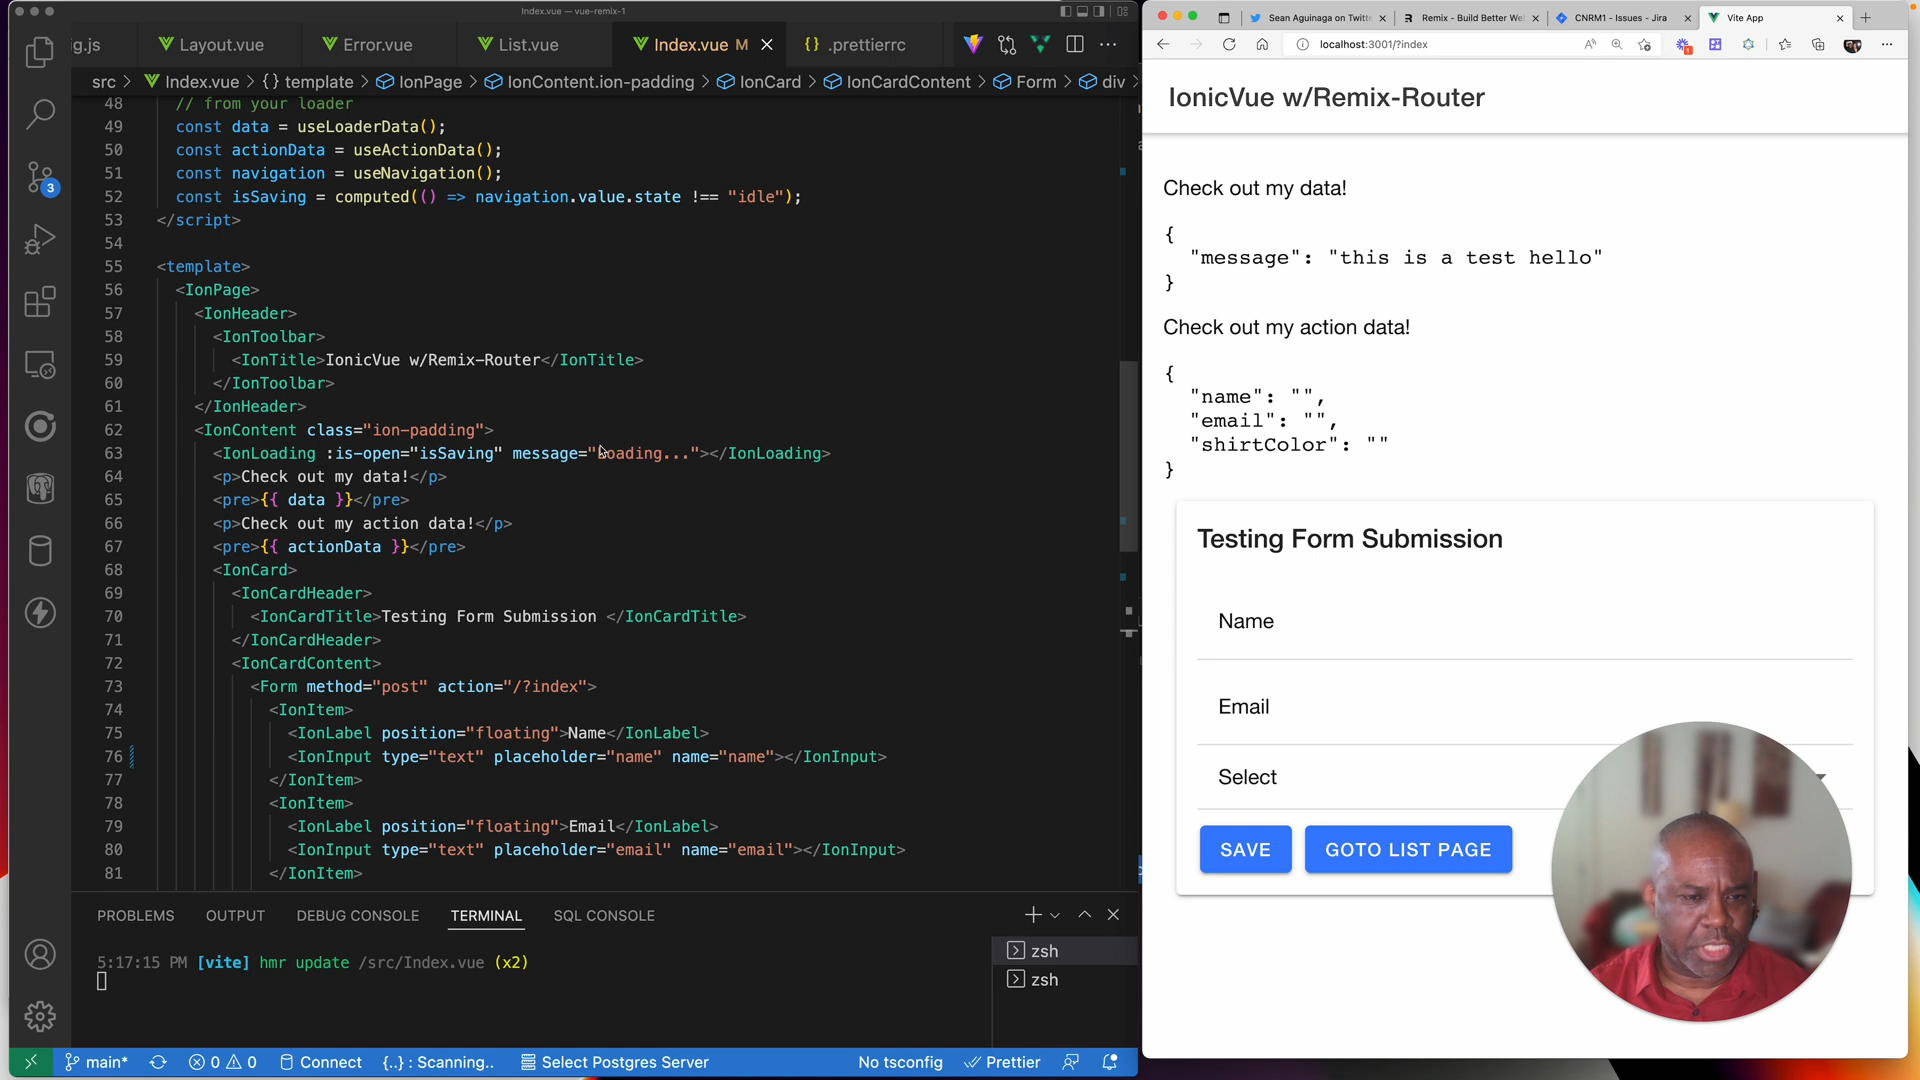 Index.vue — vue-remix-1
ig.js
Layout.vue
Error.vue
List.vue
Index.vue M
.prettierrc
src > Index.vue > {} template > IonPage > IonContent.ion-padding > IonCard > IonCardContent > Form > div >
48 // from your loader
49 const data = useLoaderData();
50 const actionData = useActionData();
51 const navigation = useNavigation();
52 const isSaving = computed(() => navigation.value.state !== "idle");
53 </script>
54
55 <template>
56 <IonPage>
57 <IonHeader>
58 <IonToolbar>
59 <IonTitle>IonicVue w/Remix-Router</IonTitle>
60 </IonToolbar>
61 </IonHeader>
62 <IonContent class="ion-padding">
63 <IonLoading :is-open="isSaving" message="Loading..."></IonLoading>
64 <p>Check out my data!</p>
65 <pre>{{ data }}</pre>
66 <p>Check out my action data!</p>
67 <pre>{{ actionData }}</pre>
68 <IonCard>
69 <IonCardHeader>
70 <IonCardTitle>Testing Form Submission </IonCardTitle>
71 </IonCardHeader>
72 <IonCardContent>
73 <Form method="post" action="/?index">
74 <IonItem>
75 <IonLabel position="floating">Name</IonLabel>
76 <IonInput type="text" placeholder="name" name="name"></IonInput>
77 </IonItem>
78 <IonItem>
79 <IonLabel position="floating">Email</IonLabel>
80 <IonInput type="text" placeholder="email" name="email"></IonInput>
81 </IonItem>
3
PROBLEMS OUTPUT DEBUG CONSOLE TERMINAL SQL CONSOLE
5:17:15 PM [vite] hmr update /src/Index.vue (x2)
zsh
zsh
main* 0 0 Connect {..} : Scanning.. Select Postgres Server No tsconfig Prettier
Sean Aguinaga on Twitt
Remix - Build Better We
CNRM1 - Issues - Jira
Vite App
localhost:3001/?index
IonicVue w/Remix-Router
Check out my data!
{
"message": "this is a test hello"
}
Check out my action data!
{
"name": "",
"email": "",
"shirtColor": ""
}
Testing Form Submission
Name
Email
Select
SAVE
GOTO LIST PAGE